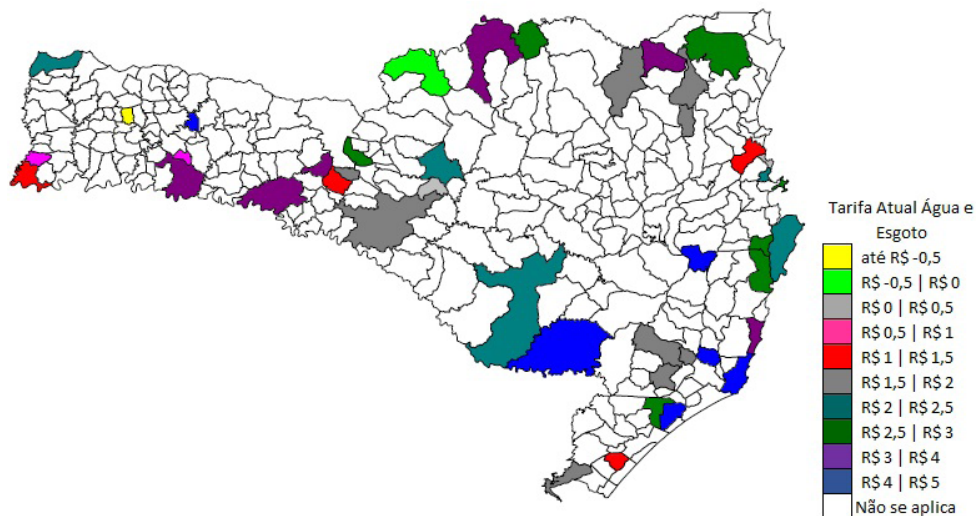 Tarifa Atual Água e
Esgoto
até R$ -0,5
R$ -0,5 | R$ 0
R$ 0 | R$ 0,5
R$ 0,5 | R$ 1
R$ 1 | R$ 1,5
R$ 1,5 | R$ 2
R$ 2 | R$ 2,5
R$ 2,5 | R$ 3
R$ 3 | R$ 4
R$ 4 | R$ 5
Não se aplica